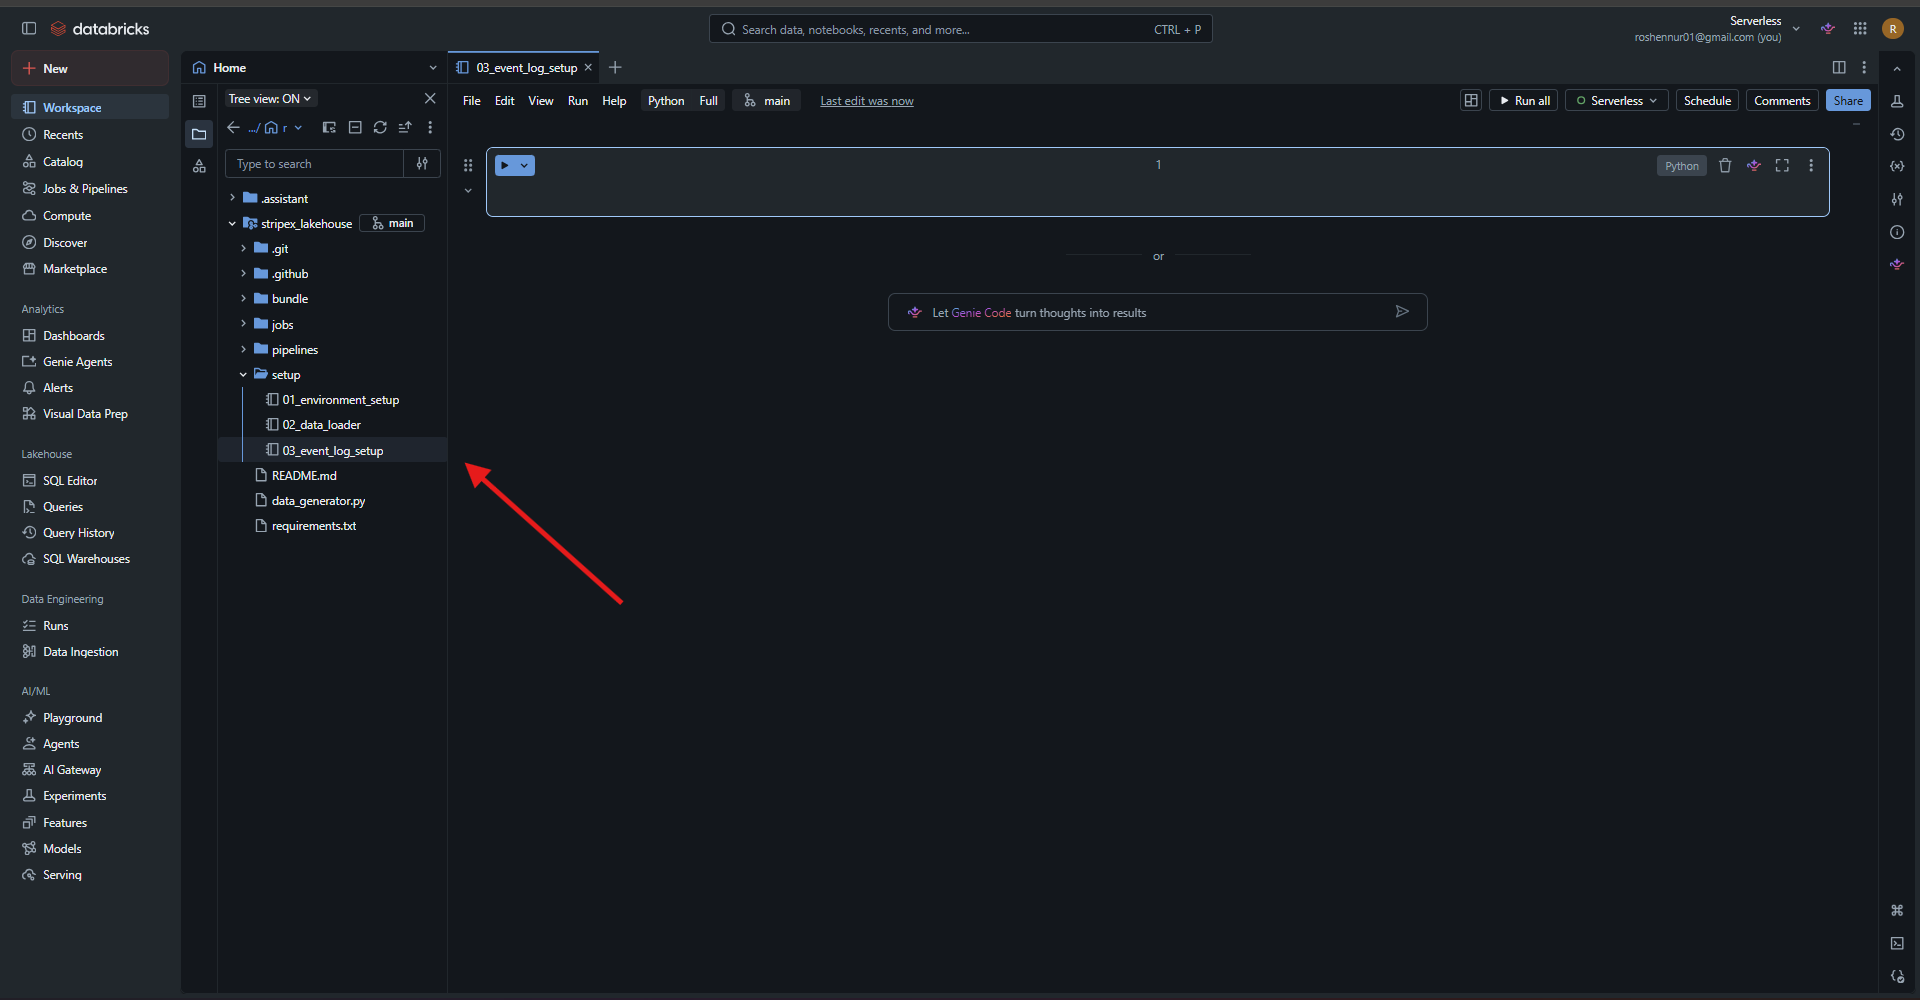 databricks
Search data, notebooks, recents, and more...
CTRL + P
Serverless
roshennur01@gmail.com (you)
R
New
Workspace
Recents
Catalog
Jobs & Pipelines
Compute
Discover
Marketplace
Analytics
Dashboards
Genie Agents
Alerts
Visual Data Prep
Lakehouse
SQL Editor
Queries
Query History
SQL Warehouses
Data Engineering
Runs
Data Ingestion
AI/ML
Playground
Agents
AI Gateway
Experiments
Features
Models
Serving
Home
Tree view: ON
.../ r
Type to search
.assistant
stripex_lakehouse main
.git
.github
bundle
jobs
pipelines
setup
01_environment_setup
02_data_loader
03_event_log_setup
README.md
data_generator.py
requirements.txt
03_event_log_setup
File Edit View Run Help Python Full main Last edit was now
Run all Serverless Schedule Comments Share
1
Python
or
Let Genie Code turn thoughts into results